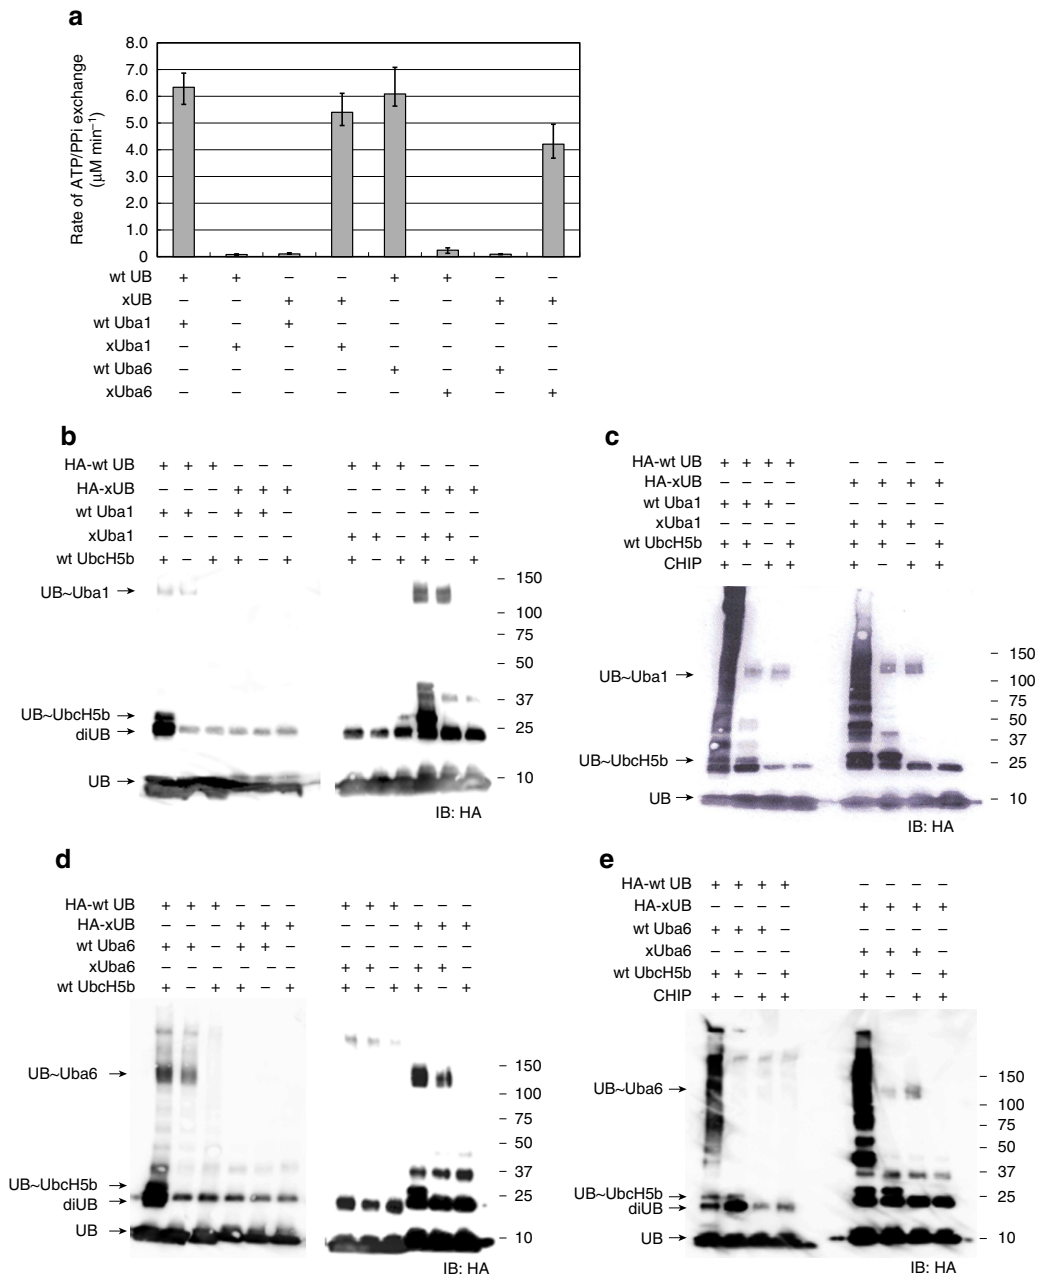 a
8.0
7.0
6.0
5.0
4.0
3.0
2.0
1.0
0
Rate of ATP/PPi exchange
(μM min⁻¹)
wt UB + + – – + + – –
xUB – – + + – – + +
wt Uba1 + – + – – – – –
xUba1 – + – + – – – –
wt Uba6 – – – – + – + –
xUba6 – – – – – + – +
b
HA-wt UB + + + – – – + + + – – –
HA-xUB – – – + + + – – – + + +
wt Uba1 + + – + + – – – – – – –
xUba1 – – – – – – + + – + + –
wt UbcH5b + – + + – + + – + + – +
UB~Uba1
UB~UbcH5b
diUB
UB
– 150
– 100
– 75
– 50
– 37
– 25
– 10
IB: HA
c
HA-wt UB + + + + – – – –
HA-xUB – – – – + + + +
wt Uba1 + + + – – – – –
xUba1 – – – – + + + –
wt UbcH5b + + – + + + – +
CHIP + – + + + – + +
UB~Uba1
UB~UbcH5b
UB
– 150
– 100
– 75
– 50
– 37
– 25
– 10
IB: HA
d
HA-wt UB + + + – – – + + + – – –
HA-xUB – – – + + + – – – + + +
wt Uba6 + + – + + – – – – – – –
xUba6 – – – – – – + + – + + –
wt UbcH5b + – + + – + + – + + – +
UB~Uba6
UB~UbcH5b
diUB
UB
– 150
– 100
– 75
– 50
– 37
– 25
– 10
IB: HA
e
HA-wt UB + + + + – – – –
HA-xUB – – – – + + + +
wt Uba6 + + + – – – – –
xUba6 – – – – + + + –
wt UbcH5b + + – + + + – +
CHIP + – + + + – + +
UB~Uba6
UB~UbcH5b
diUB
UB
– 150
– 100
– 75
– 50
– 37
– 25
– 10
IB: HA